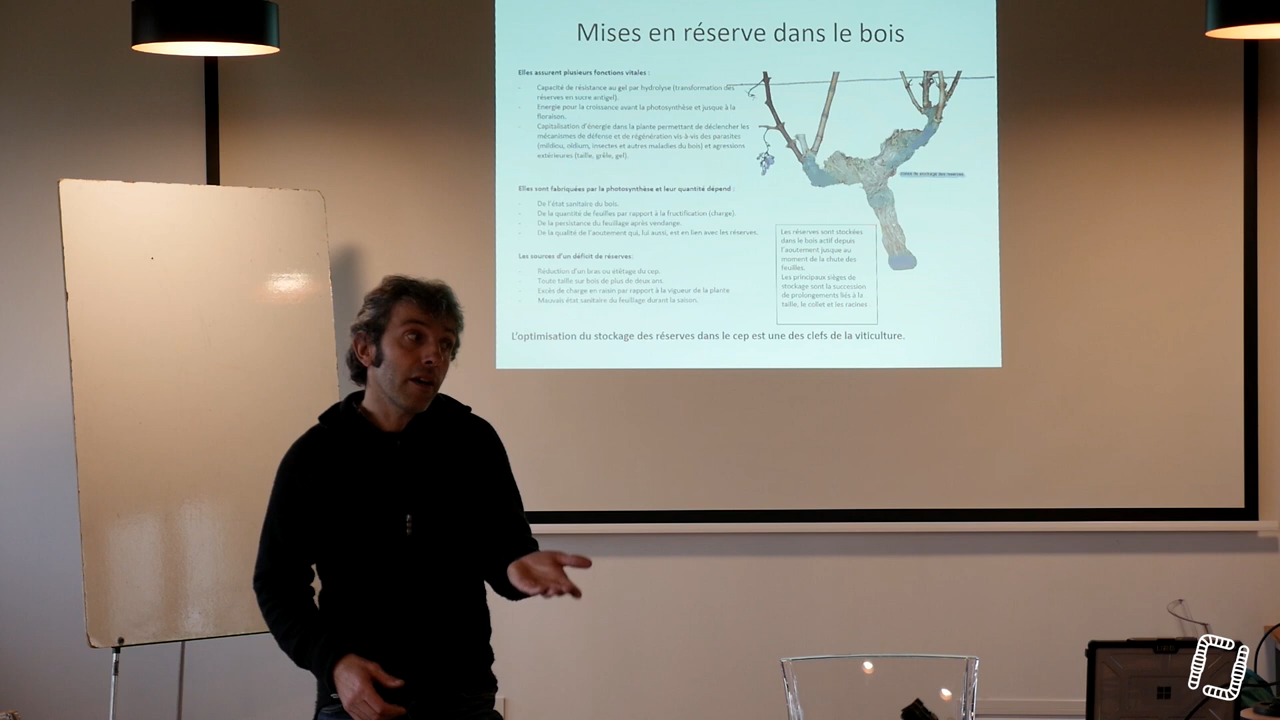 Mises en réserve dans le bois
Elles assurent plusieurs fonctions vitales :
- Capacité de résistance au gel par hydrolyse (transformation des
réserves en sucre antigel).
- Energie pour la croissance avant la photosynthèse et jusque à la
floraison.
- Capitalisation d'énergie dans la plante permettant de déclencher les
mécanismes de défense et de régénération vis-à-vis des parasites
(mildiou, oïdium, insectes et autres maladies du bois) et agressions
extérieures (taille, grêle, gel).
Elles sont fabriquées par la photosynthèse et leur quantité dépend :
- De l'état sanitaire du bois.
- De la quantité de feuilles par rapport à la fructification (charge).
- De la persistance du feuillage après vendange.
- De la qualité de l'aoutement qui, lui aussi, est en lien avec les réserves.
Les sources d'un déficit de réserves:
- Réduction d'un bras ou étêtage du cep.
- Toute taille sur bois de plus de deux ans.
- Excès de charge en raisin par rapport à la vigueur de la plante
- Mauvais état sanitaire du feuillage durant la saison.
zones de stockage des réserves
Les réserves sont stockées
dans le bois actif depuis
l'aoutement jusque au
moment de la chute des
feuilles.
Les principaux sièges de
stockage sont la succession
de prolongements liés à la
taille, le collet et les racines.
L'optimisation du stockage des réserves dans le cep est une des clefs de la viticulture.